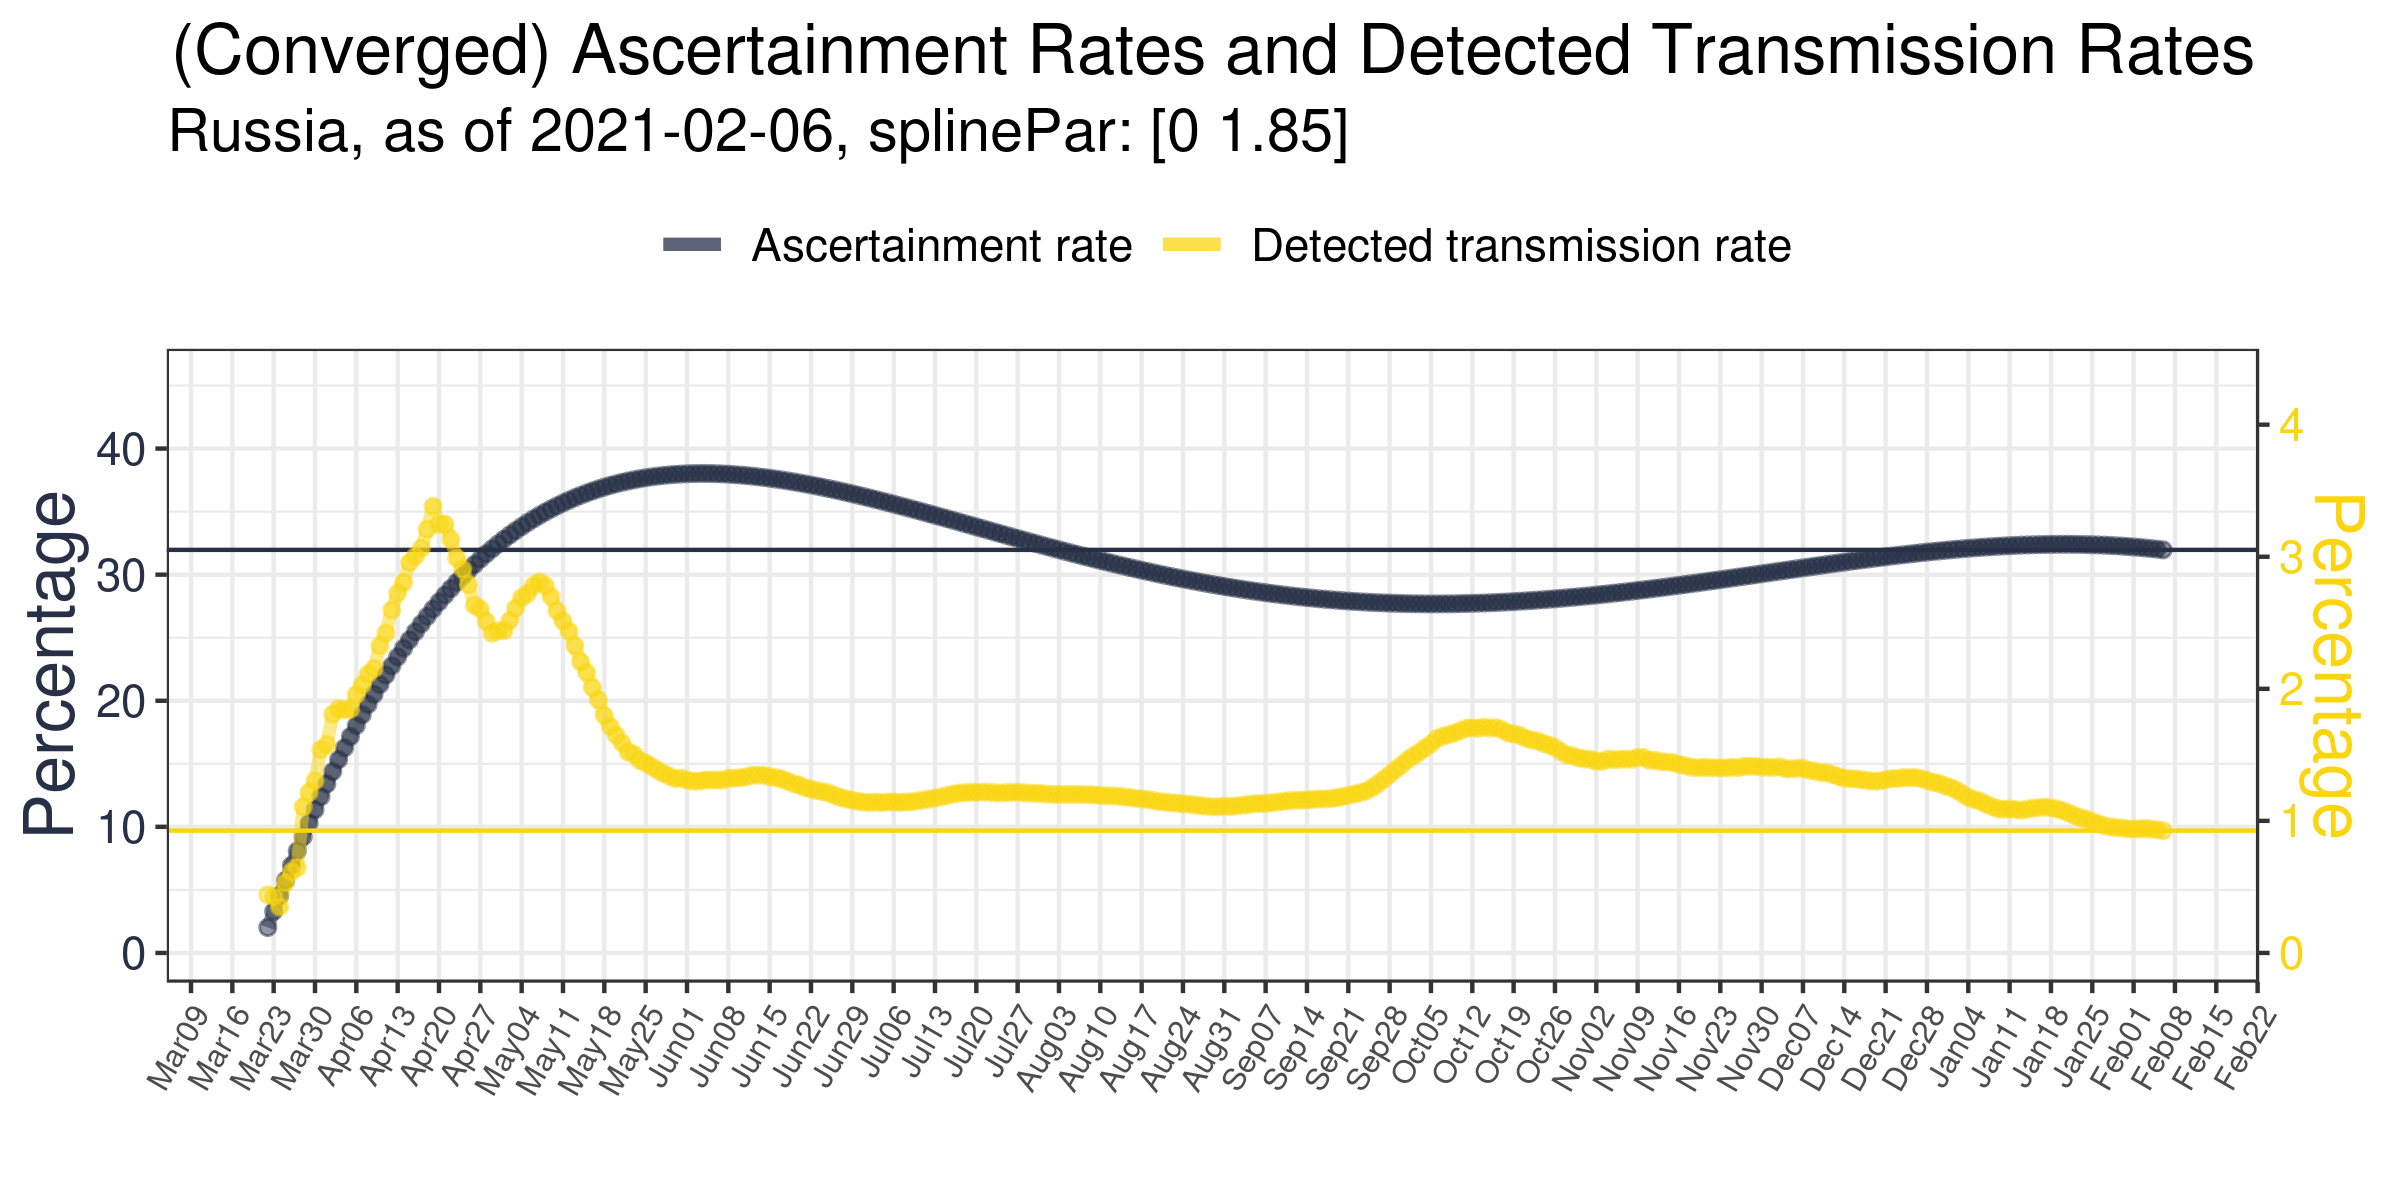 (Converged) Ascertainment Rates and Detected Transmission Rates
Russia, as of 2021-02-06, splinePar: [0 1.85]
Ascertainment rate
Detected transmission rate
Percentage
40
30
20
10
0
4
3
2
1
0
Percentage
Mar09
Mar16
Mar23
Mar30
Apr06
Apr13
Apr20
Apr27
May04
May11
May18
May25
Jun01
Jun08
Jun15
Jun22
Jun29
Jul06
Jul13
Jul20
Jul27
Aug03
Aug10
Aug17
Aug24
Aug31
Sep07
Sep14
Sep21
Sep28
Oct05
Oct12
Oct19
Oct26
Nov02
Nov09
Nov16
Nov23
Nov30
Dec07
Dec14
Dec21
Dec28
Jan04
Jan11
Jan18
Jan25
Feb01
Feb08
Feb15
Feb22